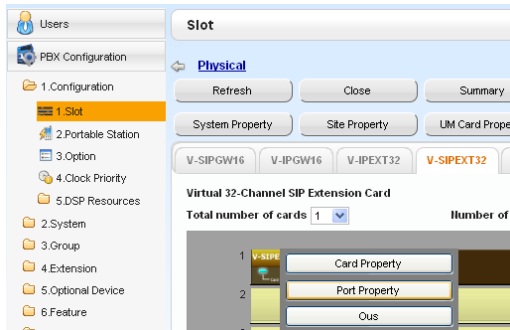 Users
Slot
PBX Configuration
Physical
1.Configuration
Refresh Close Summary
1.Slot
System Property Site Property UM Card Prope
2.Portable Station
3.Option
V-SIPGW16 V-IPGW16 V-IPEXT32 V-SIPEXT32
4.Clock Priority
Virtual 32-Channel SIP Extension Card
5.DSP Resources
Total number of cards 1 Number of
2.System
3.Group
1 V-SIPE Card Property
4.Extension
2 Port Property
5.Optional Device
Ous
6.Feature